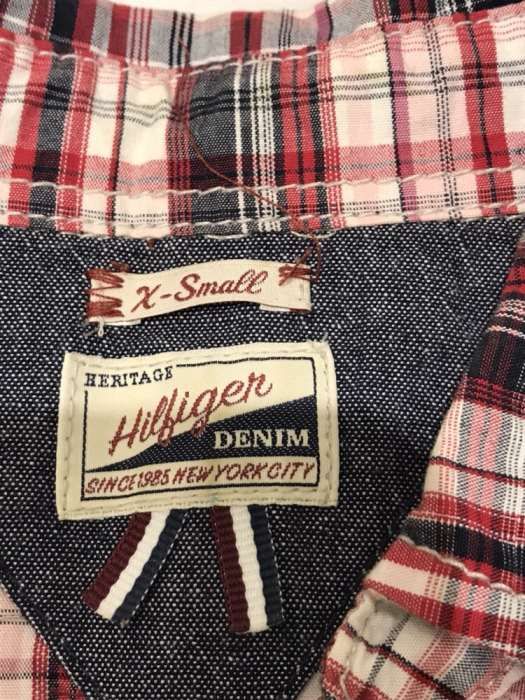 X-Small
HERITAGE
Hilfiger
DENIM
SINCE 1985 NEW YORK CITY